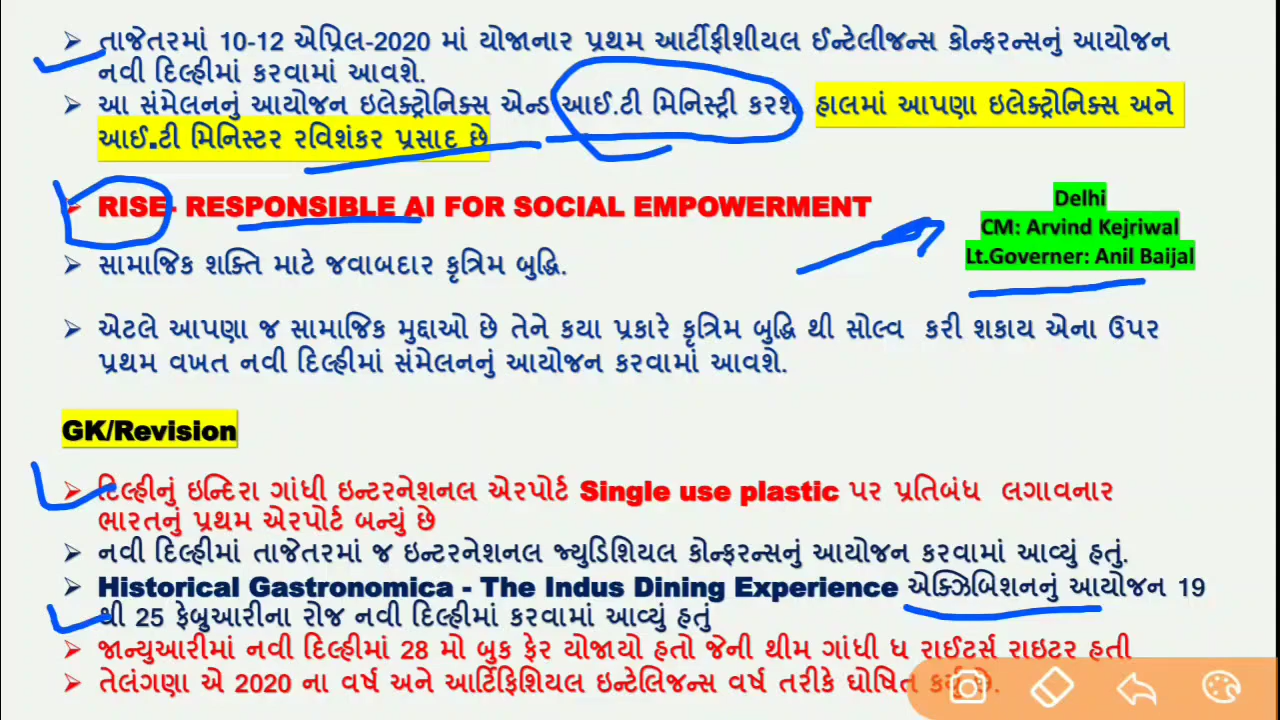 તાજેતરમાં 10-12 એપ્રિલ-2020 માં યોજાનાર પ્રથમ આર્ટીફીશીયલ ઈન્ટેલીજન્સ કોન્ફરન્સનું આયોજન
નવી દિલ્હીમાં કરવામાં આવશે.
આ સંમેલનનું આયોજન ઇલેક્ટ્રોનિક્સ એન્ડ આઈ.ટી મિનિસ્ટ્રી કરશે હાલમાં આપણા ઇલેક્ટ્રોનિક્સ અને
આઈ.ટી મિનિસ્ટર રવિશંકર પ્રસાદ છે
RISE- RESPONSIBLE AI FOR SOCIAL EMPOWERMENT
Delhi
CM: Arvind Kejriwal
Lt.Governer: Anil Baijal
સામાજિક શક્તિ માટે જવાબદાર કૃત્રિમ બુદ્ધિ.
એટલે આપણા જ સામાજિક મુદ્દાઓ છે તેને કયા પ્રકારે કૃત્રિમ બુદ્ધિ થી સોલ્વ કરી શકાય એના ઉપર
પ્રથમ વખત નવી દિલ્હીમાં સંમેલનનું આયોજન કરવામાં આવશે.
GK/Revision
દિલ્હીનું ઇન્દિરા ગાંધી ઇન્ટરનેશનલ એરપોર્ટ Single use plastic પર પ્રતિબંધ લગાવનાર
ભારતનું પ્રથમ એરપોર્ટ બન્યું છે
નવી દિલ્હીમાં તાજેતરમાં જ ઇન્ટરનેશનલ જ્યુડિશિયલ કોન્ફરન્સનું આયોજન કરવામાં આવ્યું હતું.
Historical Gastronomica - The Indus Dining Experience એક્ઝિબિશનનું આયોજન 19
થી 25 ફેબ્રુઆરીના રોજ નવી દિલ્હીમાં કરવામાં આવ્યું હતું
જાન્યુઆરીમાં નવી દિલ્હીમાં 28 મો બુક ફેર યોજાયો હતો જેની થીમ ગાંધી ધ રાઈટર્સ રાઇટર હતી
તેલંગણા એ 2020 ના વર્ષ અને આર્ટિફિશિયલ ઇન્ટેલિજન્સ વર્ષ તરીકે ઘોષિત કર્યું છે.